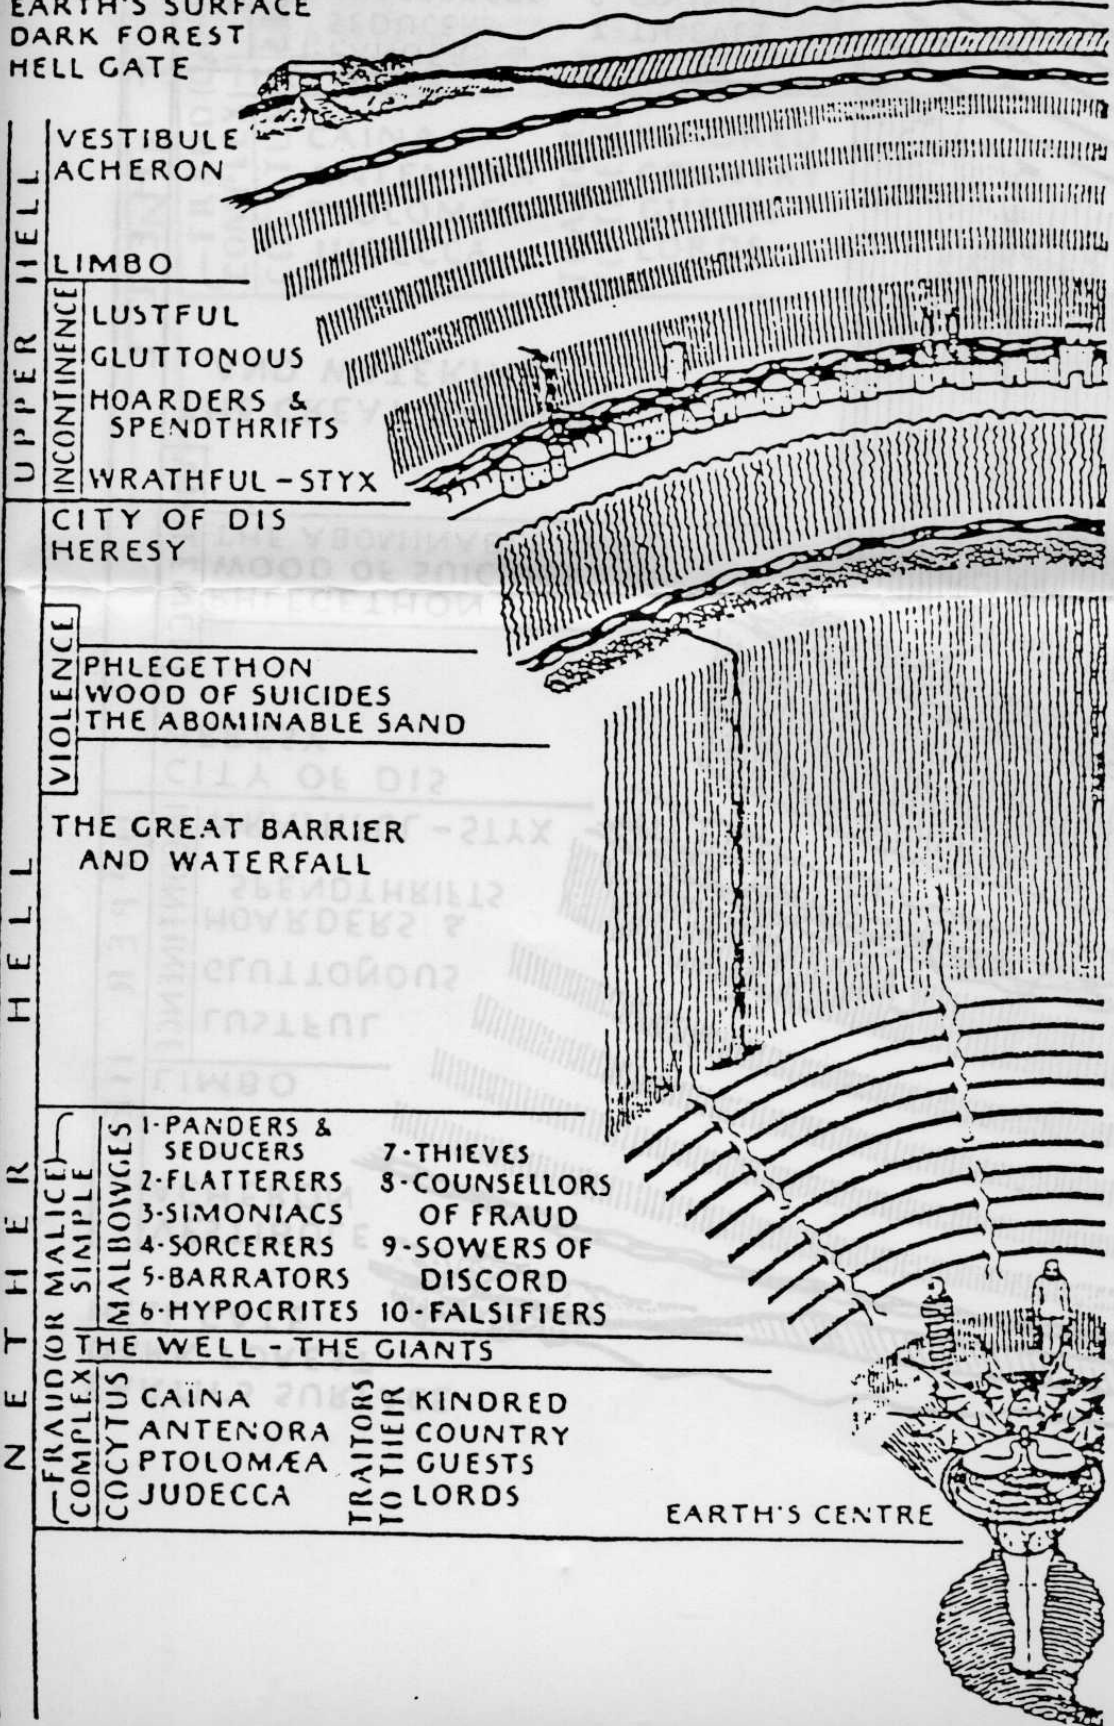 EARTH'S SURFACE
DARK FOREST
HELL GATE
UPPER HELL
VESTIBULE
ACHERON
LIMBO
INCONTINENCE
LUSTFUL
GLUTTONOUS
HOARDERS &
SPENDTHRIFTS
WRATHFUL - STYX
NETHER HELL
CITY OF DIS
HERESY
VIOLENCE
PHLEGETHON
WOOD OF SUICIDES
THE ABOMINABLE SAND
THE GREAT BARRIER
AND WATERFALL
FRAUD (OR MALICE)
SIMPLE
MALBOWGES
1-PANDERS &
SEDUCERS
2-FLATTERERS
3-SIMONIACS
4-SORCERERS
5-BARRATORS
6-HYPOCRITES
7-THIEVES
8-COUNSELLORS
OF FRAUD
9-SOWERS OF
DISCORD
10-FALSIFIERS
THE WELL - THE GIANTS
COMPLEX
COCYTUS
CAÏNA
ANTENORA
PTOLOMÆA
JUDECCA
TRAITORS
TO THEIR
KINDRED
COUNTRY
GUESTS
LORDS
EARTH'S CENTRE